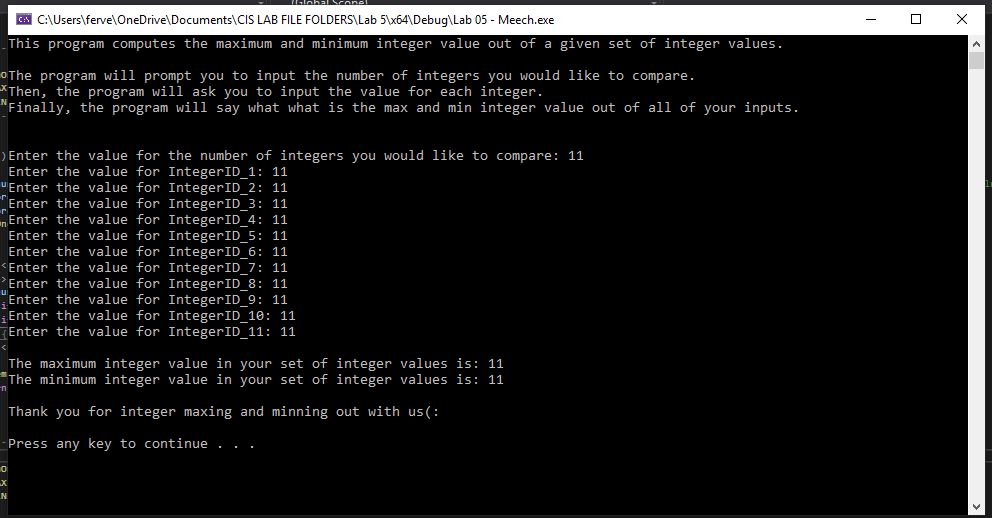 (Global Scope)
C:\Users\ferve\OneDrive\Documents\CIS LAB FILE FOLDERS\Lab 5\x64\Debug\Lab 05 - Meech.exe
This program computes the maximum and minimum integer value out of a given set of integer values.
The program will prompt you to input the number of integers you would like to compare.
Then, the program will ask you to input the value for each integer.
Finally, the program will say what what is the max and min integer value out of all of your inputs.
Enter the value for the number of integers you would like to compare: 11
Enter the value for IntegerID_1: 11
Enter the value for IntegerID_2: 11
Enter the value for IntegerID_3: 11
Enter the value for IntegerID_4: 11
Enter the value for IntegerID_5: 11
Enter the value for IntegerID_6: 11
Enter the value for IntegerID_7: 11
Enter the value for IntegerID_8: 11
Enter the value for IntegerID_9: 11
Enter the value for IntegerID_10: 11
Enter the value for IntegerID_11: 11
The maximum integer value in your set of integer values is: 11
The minimum integer value in your set of integer values is: 11
Thank you for integer maxing and minning out with us(:
Press any key to continue . . .